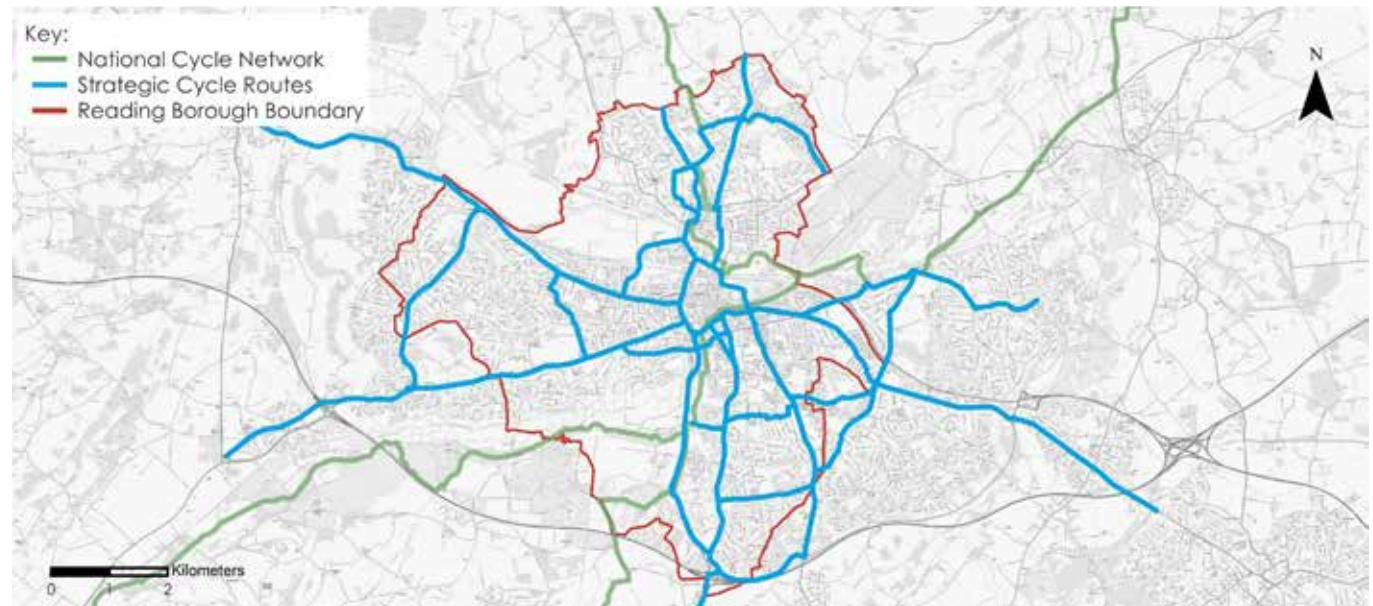 Key:
National Cycle Network
Strategic Cycle Routes
Reading Borough Boundary
N
Kilometers
0 1 2